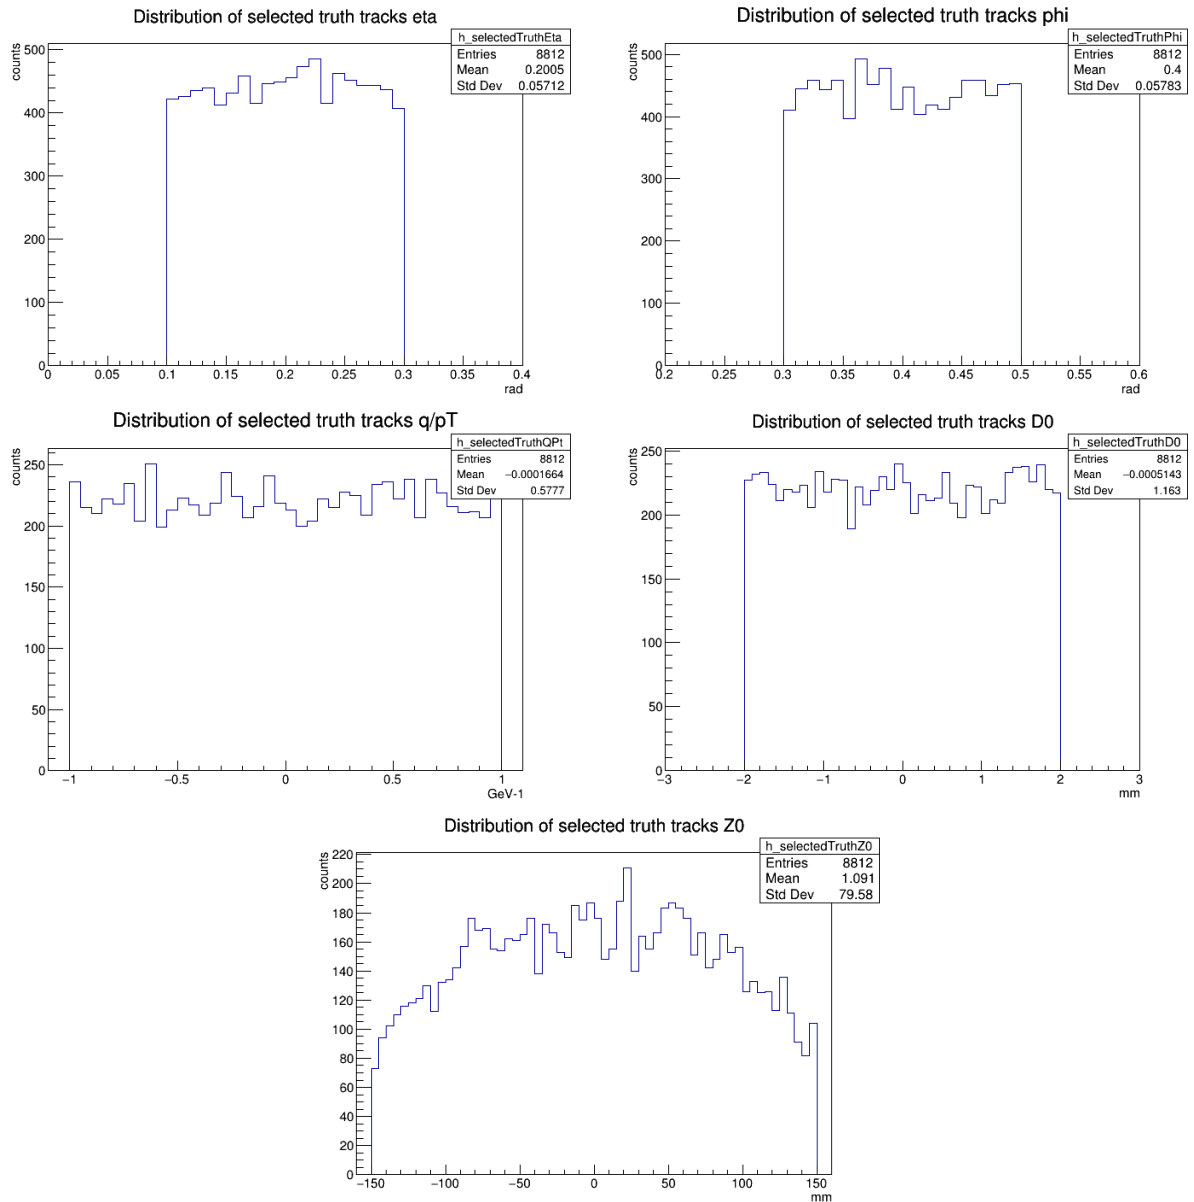 Distribution of selected truth tracks eta
h_selectedTruthEta
Entries 8812
Mean 0.2005
Std Dev 0.05712
counts
500
400
300
200
100
0
0 0.05 0.1 0.15 0.2 0.25 0.3 0.35 0.4
rad
Distribution of selected truth tracks phi
h_selectedTruthPhi
Entries 8812
Mean 0.4
Std Dev 0.05783
counts
500
400
300
200
100
0
0.2 0.25 0.3 0.35 0.4 0.45 0.5 0.55 0.6
rad
Distribution of selected truth tracks q/pT
h_selectedTruthQPt
Entries 8812
Mean −0.0001664
Std Dev 0.5777
counts
250
200
150
100
50
0
−1 −0.5 0 0.5 1
GeV-1
Distribution of selected truth tracks D0
h_selectedTruthD0
Entries 8812
Mean −0.0005143
Std Dev 1.163
counts
250
200
150
100
50
0
−3 −2 −1 0 1 2 3
mm
Distribution of selected truth tracks Z0
h_selectedTruthZ0
Entries 8812
Mean 1.091
Std Dev 79.58
counts
220
200
180
160
140
120
100
80
60
40
20
0
−150 −100 −50 0 50 100 150
mm